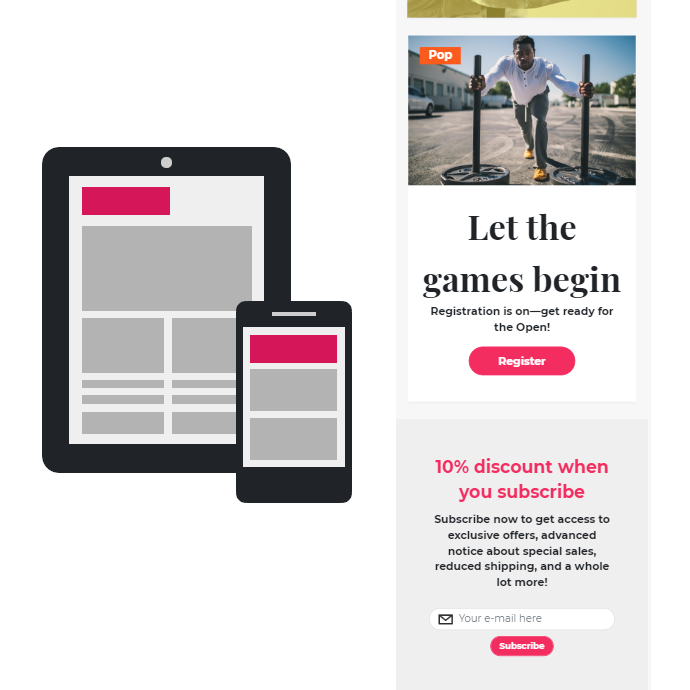 Pop
Let the
games begin
Registration is on—get ready for
the Open!
Register
10% discount when
you subscribe
Subscribe now to get access to
exclusive offers, advanced
notice about special sales,
reduced shipping, and a whole
lot more!
Your e-mail here
Subscribe